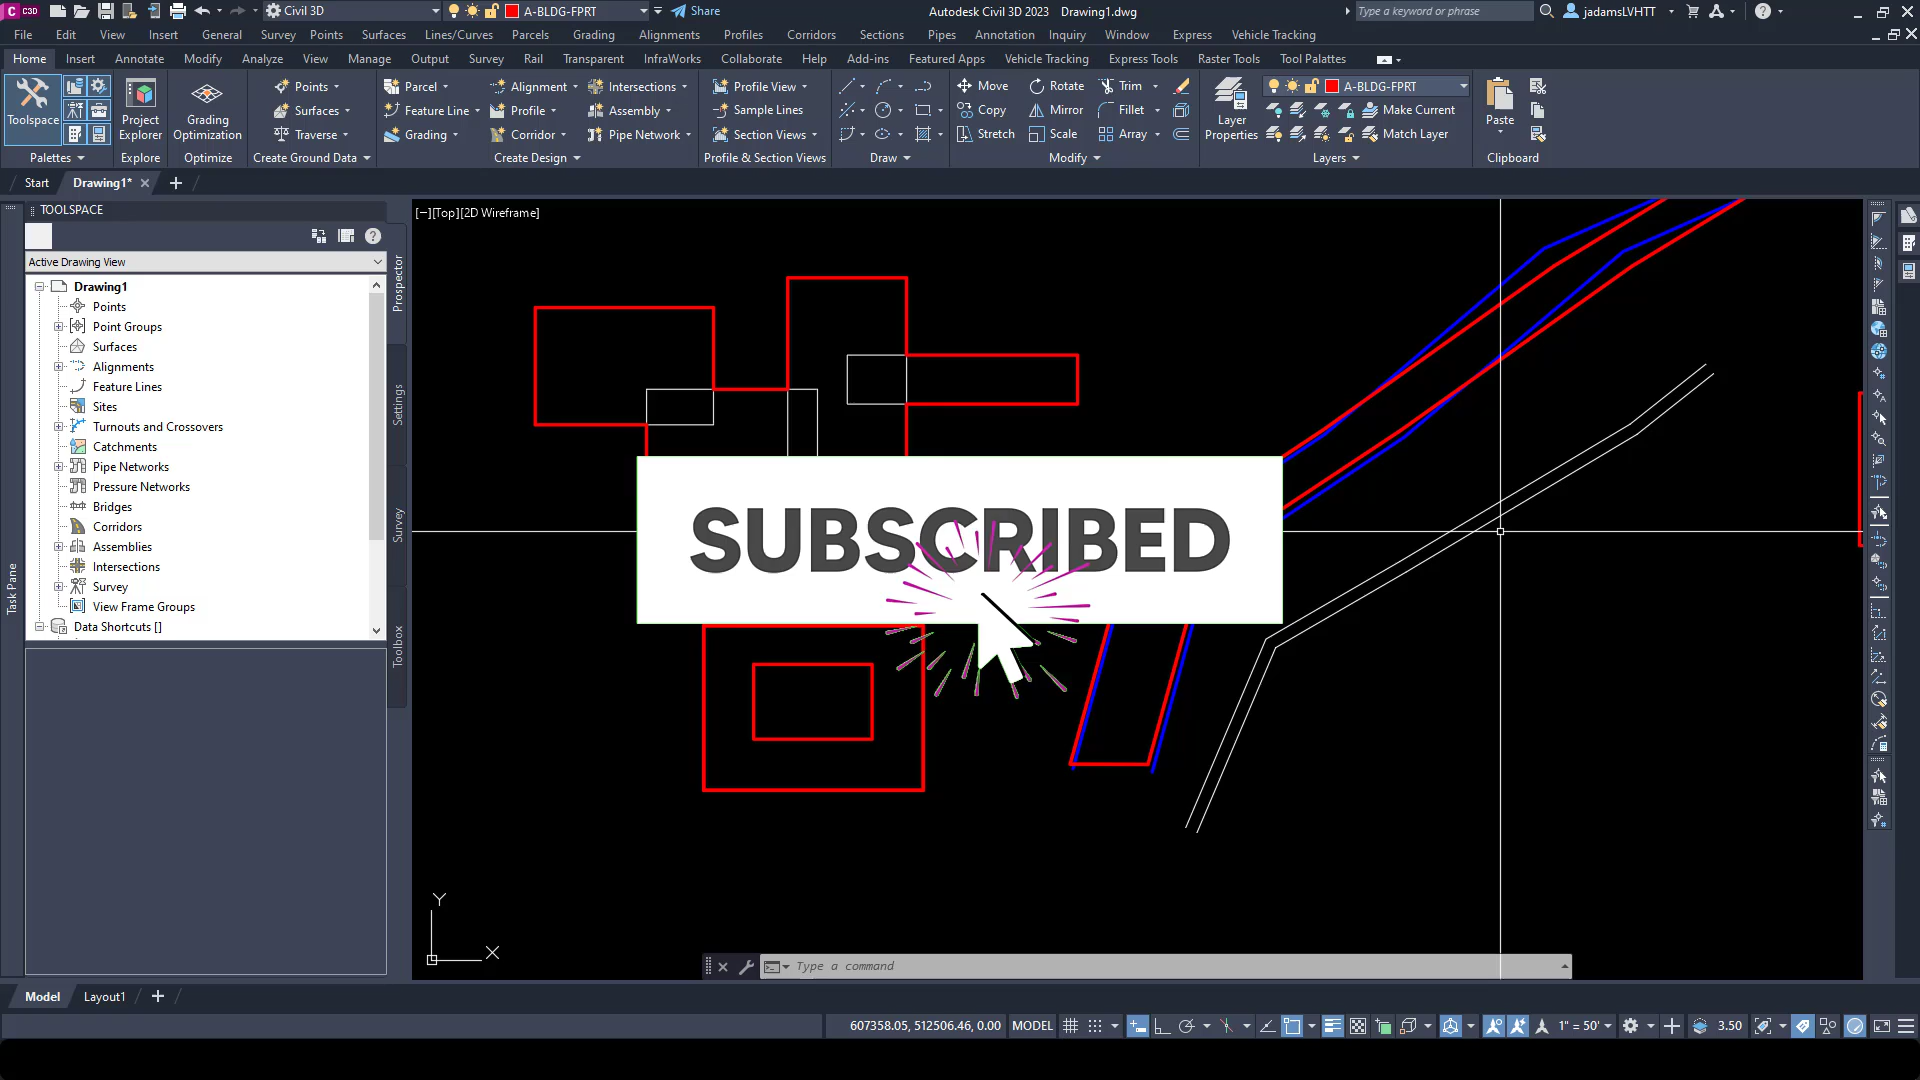 C3D Civil 3D A-BLDG-FPRT Share Autodesk Civil 3D 2023 Drawing1.dwg Type a keyword or phrase jadamsLVHTT
File Edit View Insert General Survey Points Surfaces Lines/Curves Parcels Grading Alignments Profiles Corridors Sections Pipes Annotation Inquiry Window Express Vehicle Tracking
Home Insert Annotate Modify Analyze View Manage Output Survey Rail Transparent InfraWorks Collaborate Help Add-ins Featured Apps Vehicle Tracking Express Tools Raster Tools Tool Palettes
Points Parcel Alignment Intersections Profile View Move Rotate Trim A-BLDG-FPRT
Toolspace Project Explorer Grading Optimization Surfaces Feature Line Profile Assembly Sample Lines Copy Mirror Fillet Layer Properties Make Current Paste
Traverse Grading Corridor Pipe Network Section Views Stretch Scale Array Match Layer
Palettes Explore Optimize Create Ground Data Create Design Profile & Section Views Draw Modify Layers Clipboard
Start Drawing1*
TOOLSPACE
[−][Top][2D Wireframe]
Active Drawing View
Drawing1
Points
Point Groups
Surfaces
Alignments
Feature Lines
Sites
Turnouts and Crossovers
Catchments
Pipe Networks
Pressure Networks
Bridges
Corridors
Assemblies
Intersections
Survey
View Frame Groups
Data Shortcuts []
Prospector
Settings
Survey
Toolbox
Task Pane
SUBSCRIBED
Y
X
Type a command
Model Layout1
607358.05, 512506.46, 0.00 MODEL 1" = 50' 3.50